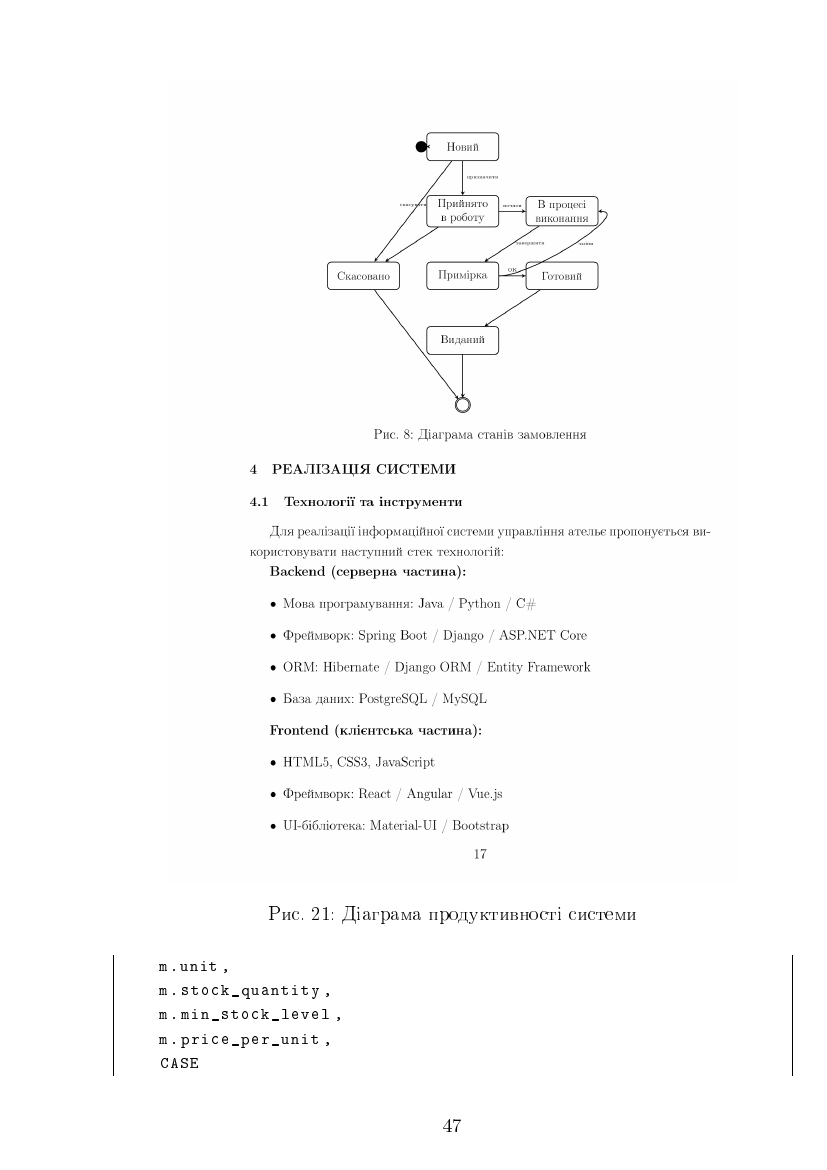 Новий
призначити
скасувати
Прийнято
в роботу
почати
В процесі
виконання
завершити
зміни
Скасовано
Примірка
OK
Готовий
Виданий
Рис. 8: Діаграма станів замовлення
4 РЕАЛІЗАЦІЯ СИСТЕМИ
4.1 Технології та інструменти
Для реалізації інформаційної системи управління ательє пропонується ви-
користовувати наступний стек технологій:
Backend (серверна частина):
• Мова програмування: Java / Python / C#
• Фреймворк: Spring Boot / Django / ASP.NET Core
• ORM: Hibernate / Django ORM / Entity Framework
• База даних: PostgreSQL / MySQL
Frontend (клієнтська частина):
• HTML5, CSS3, JavaScript
• Фреймворк: React / Angular / Vue.js
• UI-бібліотека: Material-UI / Bootstrap
17
Рис. 21: Діаграма продуктивності системи
m.unit,
m.stock_quantity,
m.min_stock_level,
m.price_per_unit,
CASE
47